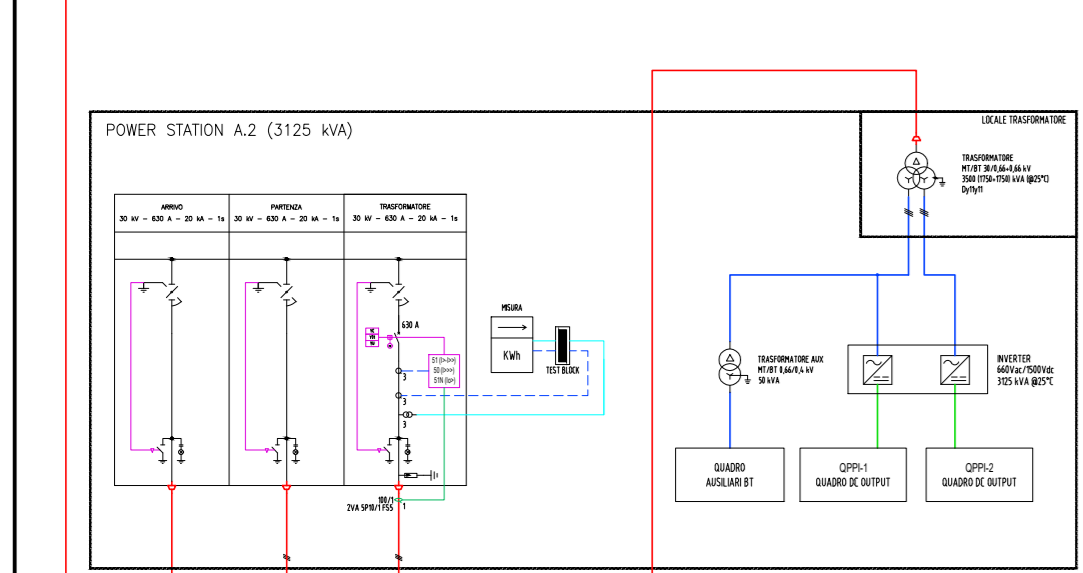 POWER STATION A.2 (3125 kVA)
LOCALE TRASFORMATORE
TRASFORMATORE
MT/BT 30/0,66+0,66 kV
3500 (1750+1750) kVA (@25°C)
Dy11y11
ARRIVO
30 kV - 630 A - 20 kA - 1s
PARTENZA
30 kV - 630 A - 20 kA - 1s
TRASFORMATORE
30 kV - 630 A - 20 kA - 1s
630 A
51 (I>-I>>)
50 (I>>>)
51N (Io>)
3
3
3
MISURA
KWh
TEST BLOCK
TRASFORMATORE AUX
MT/BT 0,66/0,4 kV
50 kVA
INVERTER
660Vac/1500Vdc
3125 kVA @25°C
QUADRO
AUSILIARI BT
QPPI-1
QUADRO DC OUTPUT
QPPI-2
QUADRO DC OUTPUT
100/1
2VA 5P10/1 FS5
1